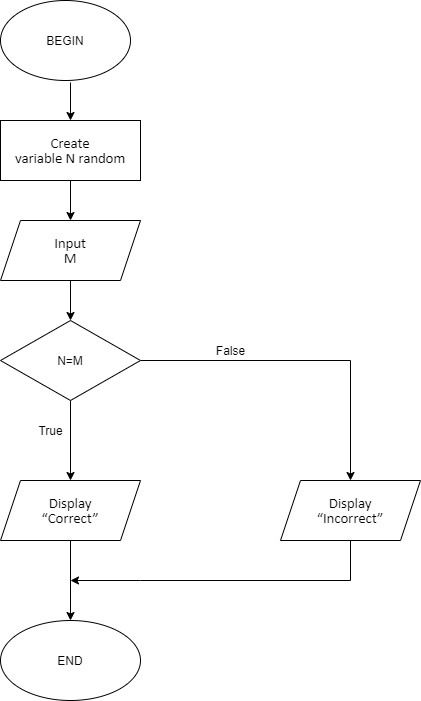 BEGIN
Create
variable N random
Input
M
N=M
False
True
Display
“Correct”
Display
“Incorrect”
END